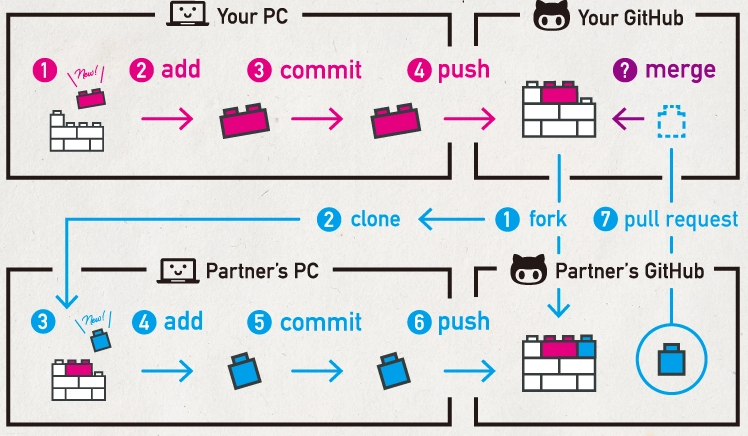 Your PC
Your GitHub
1 New! 2 add 3 commit 4 push ? merge
2 clone 1 fork 7 pull request
Partner's PC
Partner's GitHub
3 New! 4 add 5 commit 6 push